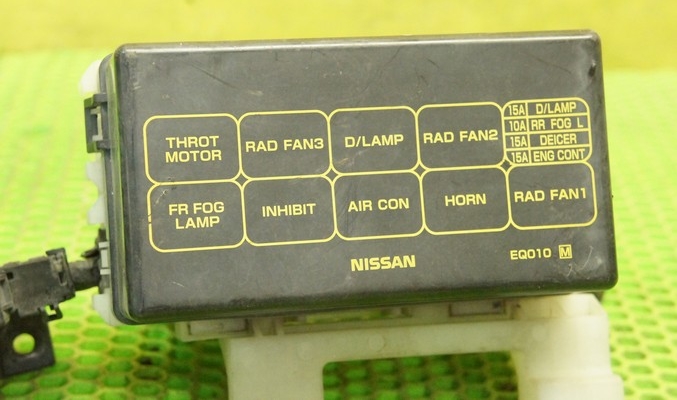 THROT
MOTOR
RAD FAN3
D/LAMP
RAD FAN2
15A D/LAMP
10A RR FOG L
15A DEICER
15A ENG CONT
FR FOG
LAMP
INHIBIT
AIR CON
HORN
RAD FAN1
NISSAN
EQ010 M